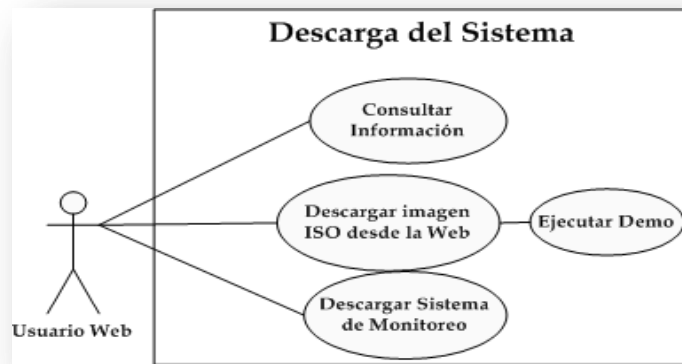 Descarga del Sistema
Consultar
Información
Descargar imagen
ISO desde la Web
Ejecutar Demo
Descargar Sistema
de Monitoreo
Usuario Web